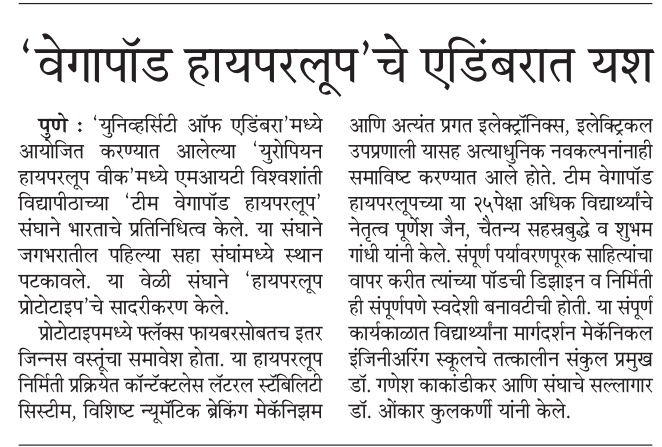 ‘वेगापॉड हायपरलूप’चे एडिंबरात यश
पुणे : ‘युनिव्हर्सिटी ऑफ एडिंबरा’मध्ये
आयोजित करण्यात आलेल्या ‘युरोपियन
हायपरलूप वीक’मध्ये एमआयटी विश्वशांती
विद्यापीठाच्या ‘टीम वेगापॉड हायपरलूप’
संघाने भारताचे प्रतिनिधित्व केले. या संघाने
जगभरातील पहिल्या सहा संघांमध्ये स्थान
पटकावले. या वेळी संघाने ‘हायपरलूप
प्रोटोटाइप’चे सादरीकरण केले.
प्रोटोटाइपमध्ये फ्लॅक्स फायबरसोबतच इतर
जिन्नस वस्तूंचा समावेश होता. या हायपरलूप
निर्मिती प्रक्रियेत कॉन्टॅक्टलेस लॅटरल स्टॅबिलिटी
सिस्टीम, विशिष्ट न्यूमॅटिक ब्रेकिंग मेकॅनिझम
आणि अत्यंत प्रगत इलेक्ट्रॉनिक्स, इलेक्ट्रिकल
उपप्रणाली यासह अत्याधुनिक नवकल्पनांनाही
समाविष्ट करण्यात आले होते. टीम वेगापॉड
हायपरलूपच्या या २५पेक्षा अधिक विद्यार्थ्यांचे
नेतृत्व पूर्णेश जैन, चैतन्य सहस्रबुद्धे व शुभम
गांधी यांनी केले. संपूर्ण पर्यावरणपूरक साहित्यांचा
वापर करीत त्यांच्या पॉडची डिझाइन व निर्मिती
ही संपूर्णपणे स्वदेशी बनावटीची होती. या संपूर्ण
कार्यकाळात विद्यार्थ्यांना मार्गदर्शन मेकॅनिकल
इंजिनीअरिंग स्कूलचे तत्कालीन संकुल प्रमुख
डॉ. गणेश काकांडीकर आणि संघाचे सल्लागार
डॉ. ओंकार कुलकर्णी यांनी केले.